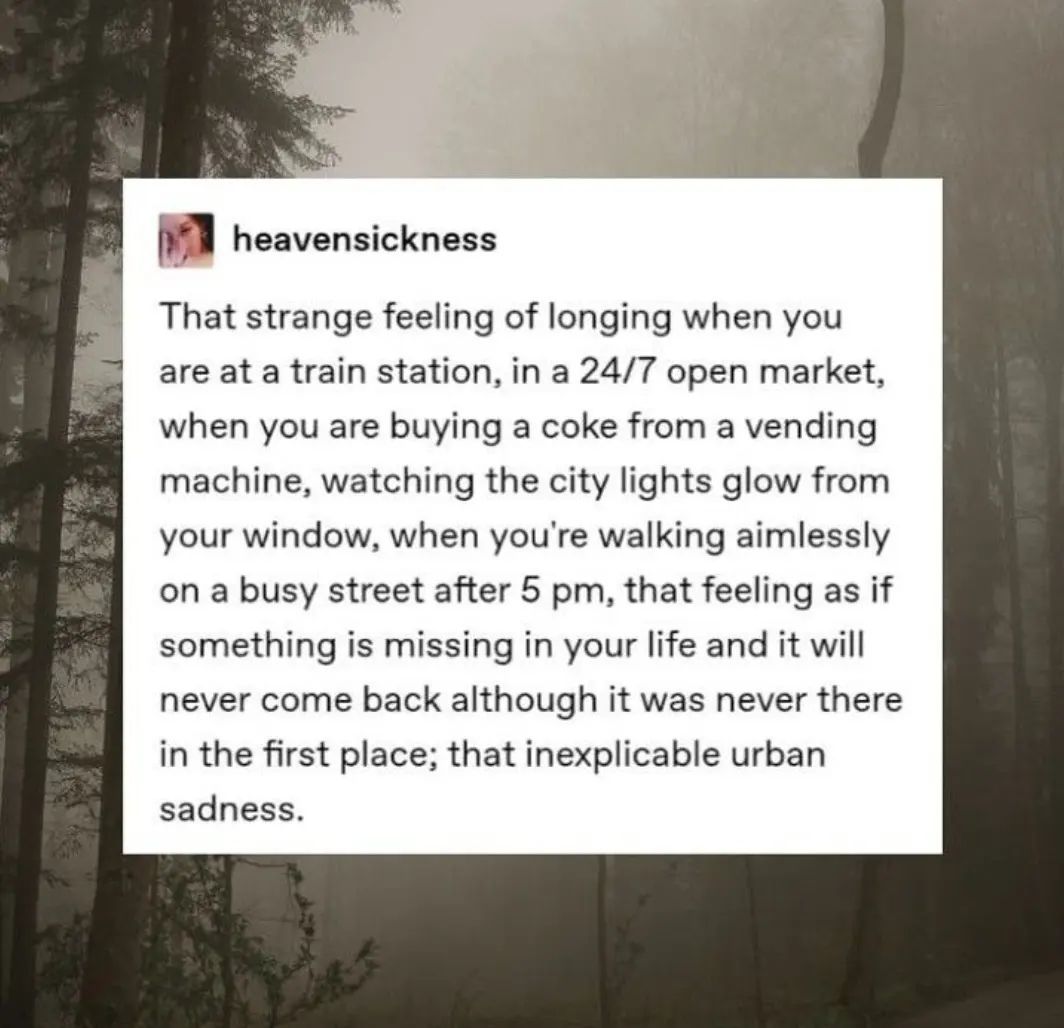 heavensickness
That strange feeling of longing when you
are at a train station, in a 24/7 open market,
when you are buying a coke from a vending
machine, watching the city lights glow from
your window, when you're walking aimlessly
on a busy street after 5 pm, that feeling as if
something is missing in your life and it will
never come back although it was never there
in the first place; that inexplicable urban
sadness.